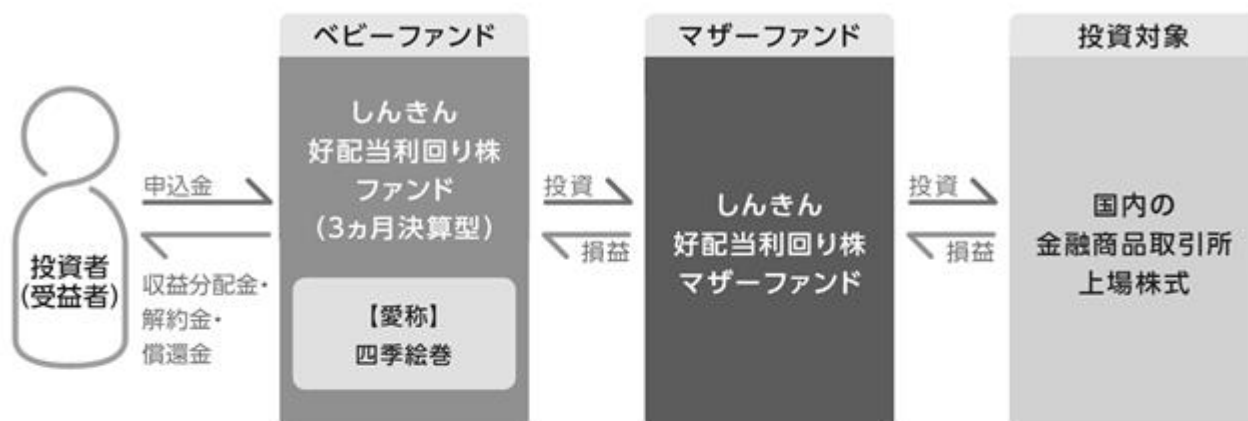 ベビーファンド
マザーファンド
投資対象
投資者
(受益者)
申込金
収益分配金・
解約金・
償還金
しんきん
好配当利回り株
ファンド
(3ヵ月決算型)
【愛称】
四季絵巻
投資
損益
しんきん
好配当利回り株
マザーファンド
投資
損益
国内の
金融商品取引所
上場株式